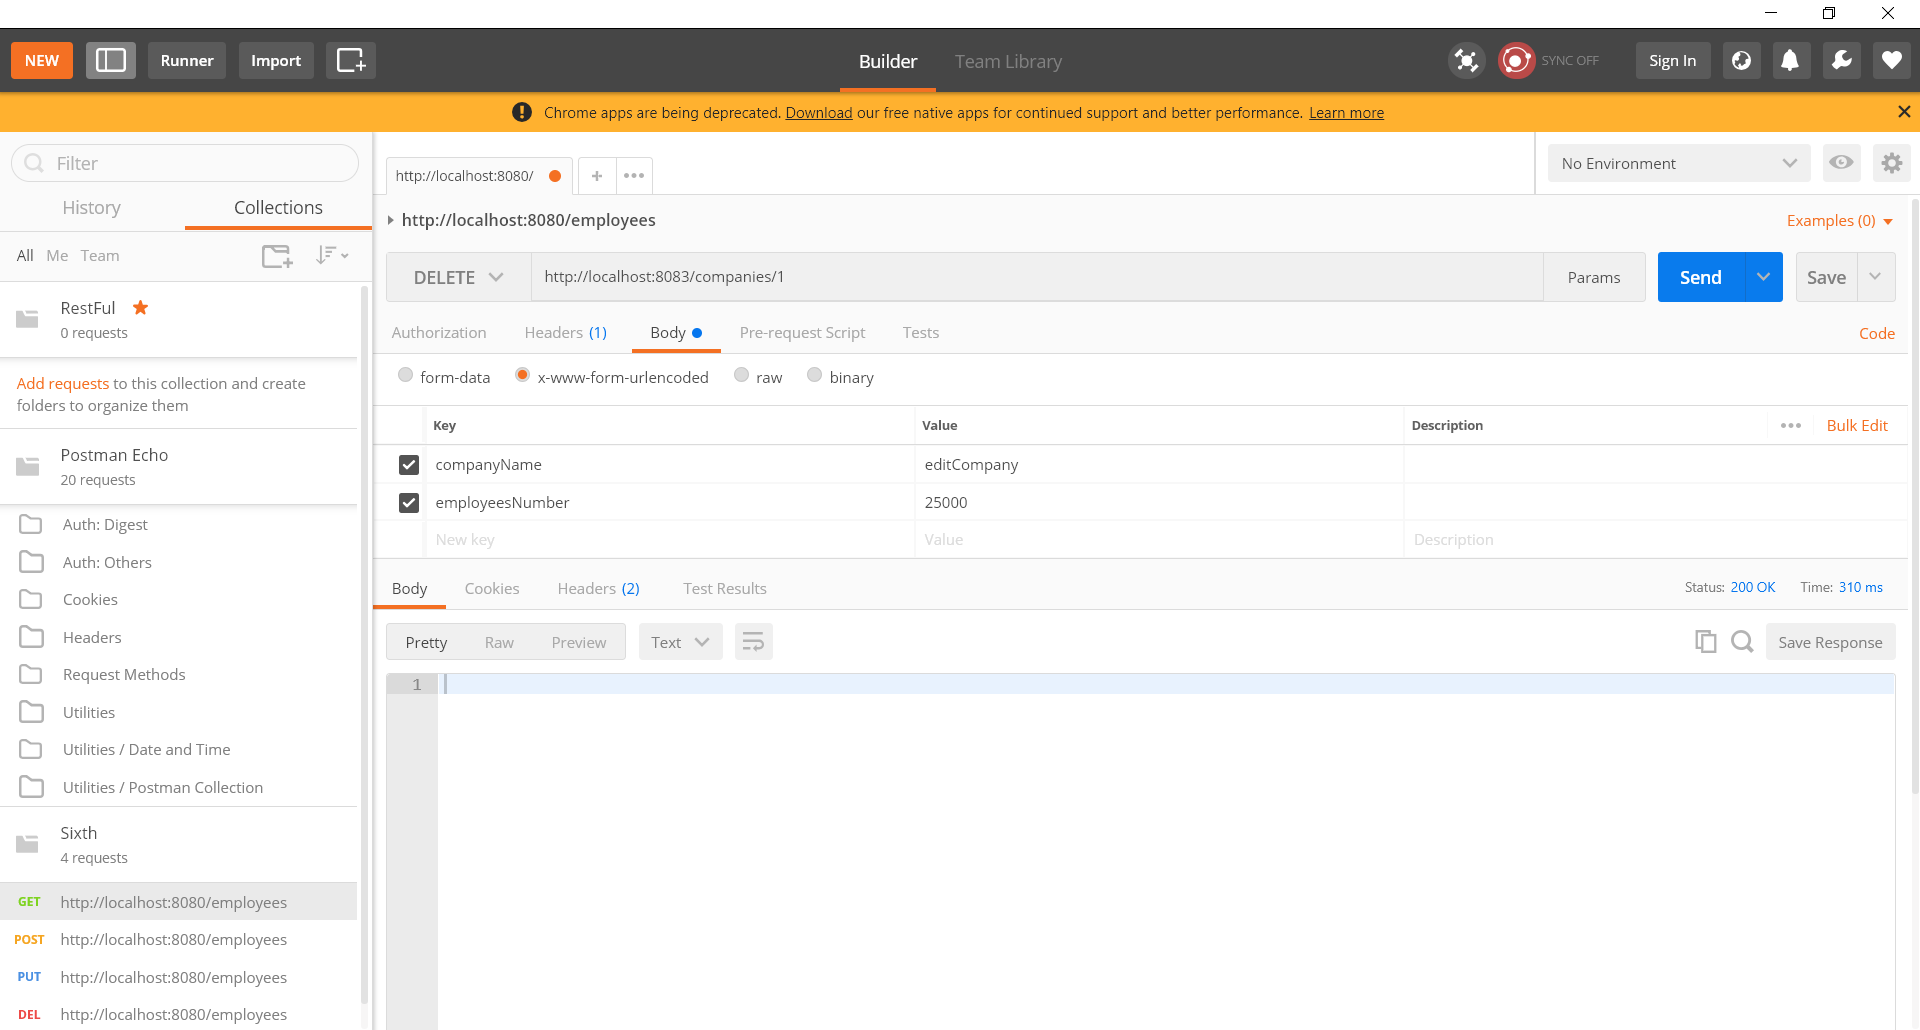 NEW Runner Import Builder Team Library SYNC OFF Sign In
Chrome apps are being deprecated. Download our free native apps for continued support and better performance. Learn more
Filter
History Collections
All Me Team
RestFul
0 requests
Add requests to this collection and create
folders to organize them
Postman Echo
20 requests
Auth: Digest
Auth: Others
Cookies
Headers
Request Methods
Utilities
Utilities / Date and Time
Utilities / Postman Collection
Sixth
4 requests
GET http://localhost:8080/employees
POST http://localhost:8080/employees
PUT http://localhost:8080/employees
DEL http://localhost:8080/employees
http://localhost:8080/
No Environment
http://localhost:8080/employees Examples (0)
DELETE http://localhost:8083/companies/1 Params Send Save
Authorization Headers (1) Body Pre-request Script Tests Code
form-data x-www-form-urlencoded raw binary
Key Value Description Bulk Edit
companyName editCompany
employeesNumber 25000
New key Value Description
Body Cookies Headers (2) Test Results Status: 200 OK Time: 310 ms
Pretty Raw Preview Text Save Response
1